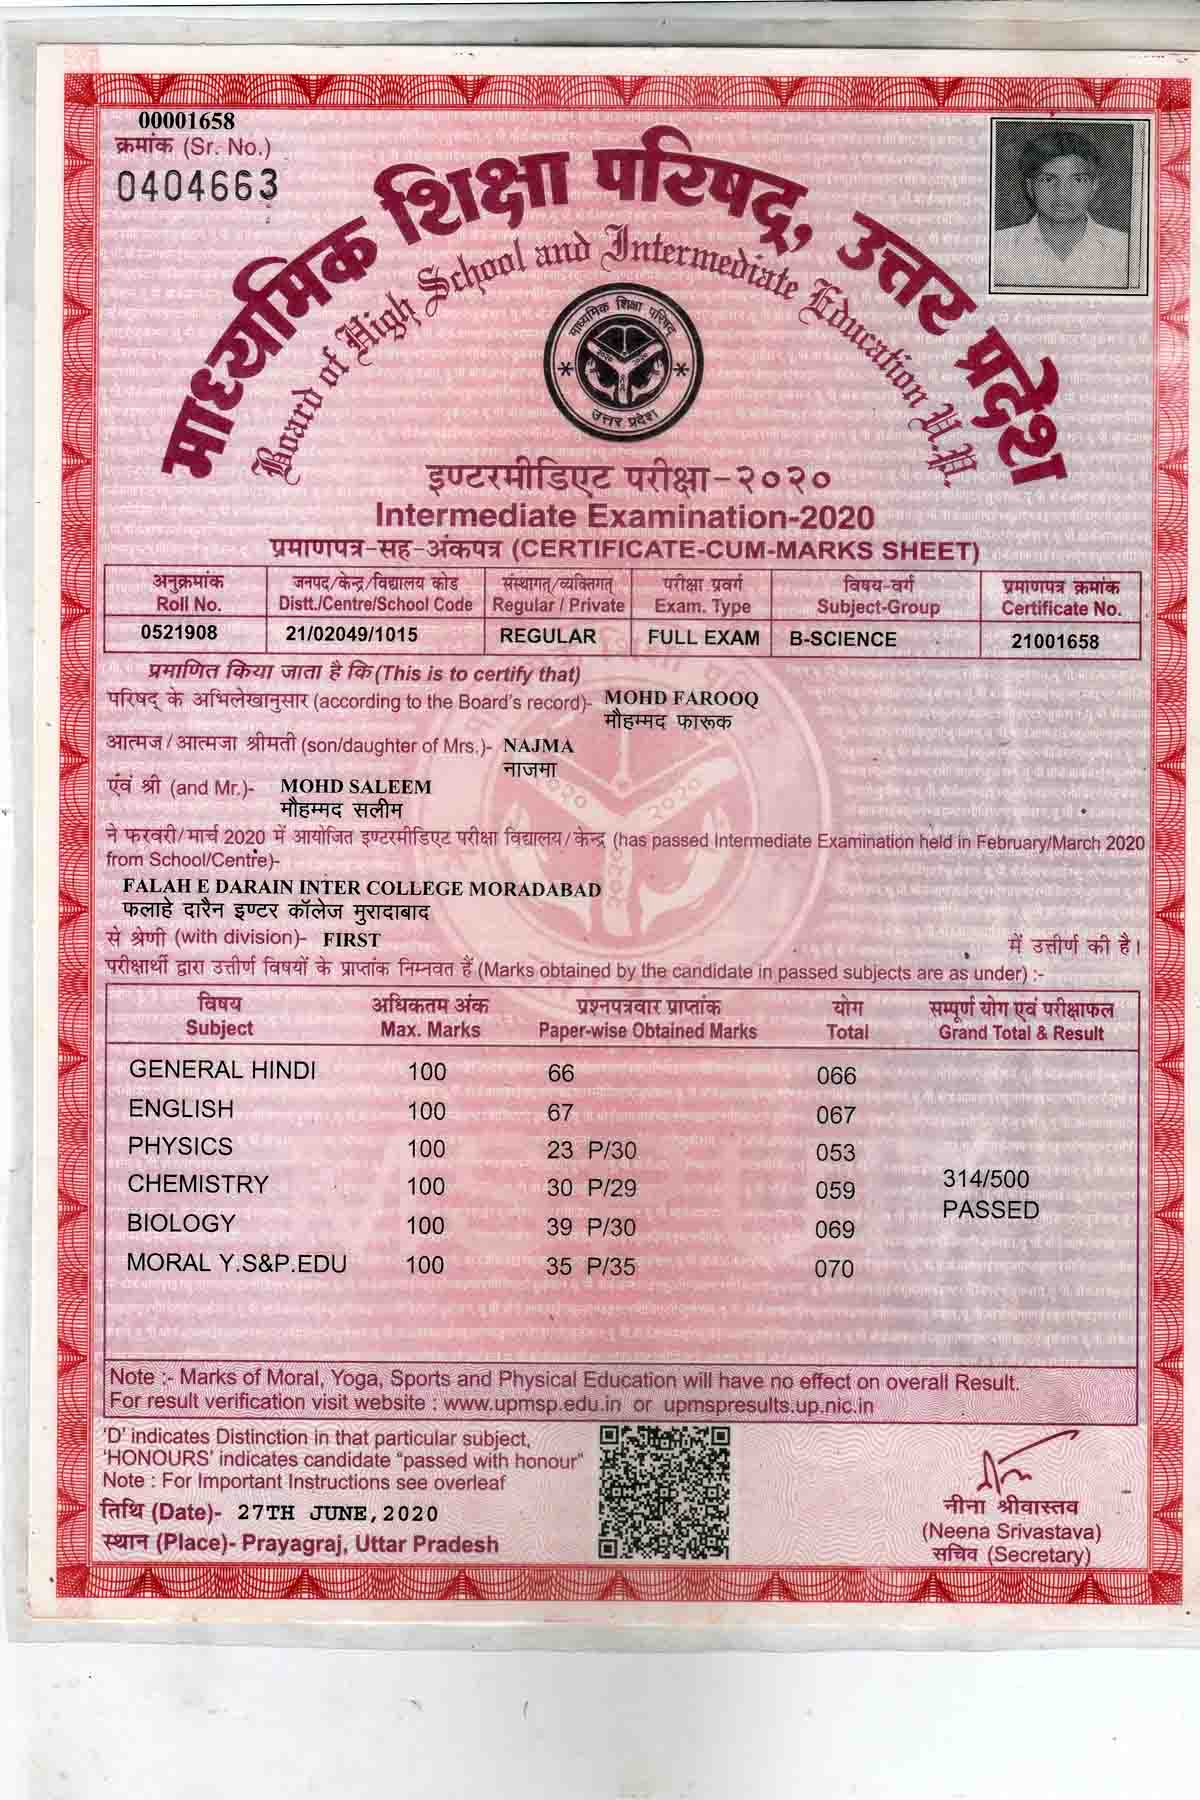 00001658
क्रमांक (Sr. No.)
0404663
माध्यमिक शिक्षा परिषद्, उत्तर प्रदेश
Board of High School and Intermediate Education U.P.
माध्यमिक शिक्षा परिषद्
उत्तर प्रदेश
इण्टरमीडिएट परीक्षा-२०२०
Intermediate Examination-2020
प्रमाणपत्र-सह-अंकपत्र (CERTIFICATE-CUM-MARKS SHEET)
अनुक्रमांक जनपद/केन्द्र/विद्यालय कोड संस्थागत्/व्यक्तिगत् परीक्षा प्रवर्ग विषय-वर्ग प्रमाणपत्र क्रमांक
Roll No. Distt./Centre/School Code Regular / Private Exam. Type Subject-Group Certificate No.
0521908 21/02049/1015 REGULAR FULL EXAM B-SCIENCE 21001658
प्रमाणित किया जाता है कि (This is to certify that)
परिषद् के अभिलेखानुसार (according to the Board's record)- MOHD FAROOQ
मौहम्मद फारूक
आत्मज / आत्मजा श्रीमती (son/daughter of Mrs.)- NAJMA
नाजमा
एंवं श्री (and Mr.)- MOHD SALEEM
मौहम्मद सलीम
ने फरवरी/मार्च 2020 में आयोजित इण्टरमीडिएट परीक्षा विद्यालय/केन्द्र (has passed Intermediate Examination held in February/March 2020
from School/Centre)-
FALAH E DARAIN INTER COLLEGE MORADABAD
फलाहे दारैन इण्टर कॉलेज मुरादाबाद
से श्रेणी (with division)- FIRST में उत्तीर्ण की है।
परीक्षार्थी द्वारा उत्तीर्ण विषयों के प्राप्तांक निम्नवत हैं (Marks obtained by the candidate in passed subjects are as under) :-
विषय अधिकतम अंक प्रश्नपत्रवार प्राप्तांक योग सम्पूर्ण योग एवं परीक्षाफल
Subject Max. Marks Paper-wise Obtained Marks Total Grand Total & Result
GENERAL HINDI 100 66 066
ENGLISH 100 67 067
PHYSICS 100 23 P/30 053
CHEMISTRY 100 30 P/29 059 314/500
PASSED
BIOLOGY 100 39 P/30 069
MORAL Y.S&P.EDU 100 35 P/35 070
Note :- Marks of Moral, Yoga, Sports and Physical Education will have no effect on overall Result.
For result verification visit website : www.upmsp.edu.in or upmspresults.up.nic.in
'D' indicates Distinction in that particular subject,
'HONOURS' indicates candidate "passed with honour"
Note : For Important Instructions see overleaf
तिथि (Date)- 27TH JUNE,2020
स्थान (Place)- Prayagraj, Uttar Pradesh
नीना श्रीवास्तव
(Neena Srivastava)
सचिव (Secretary)